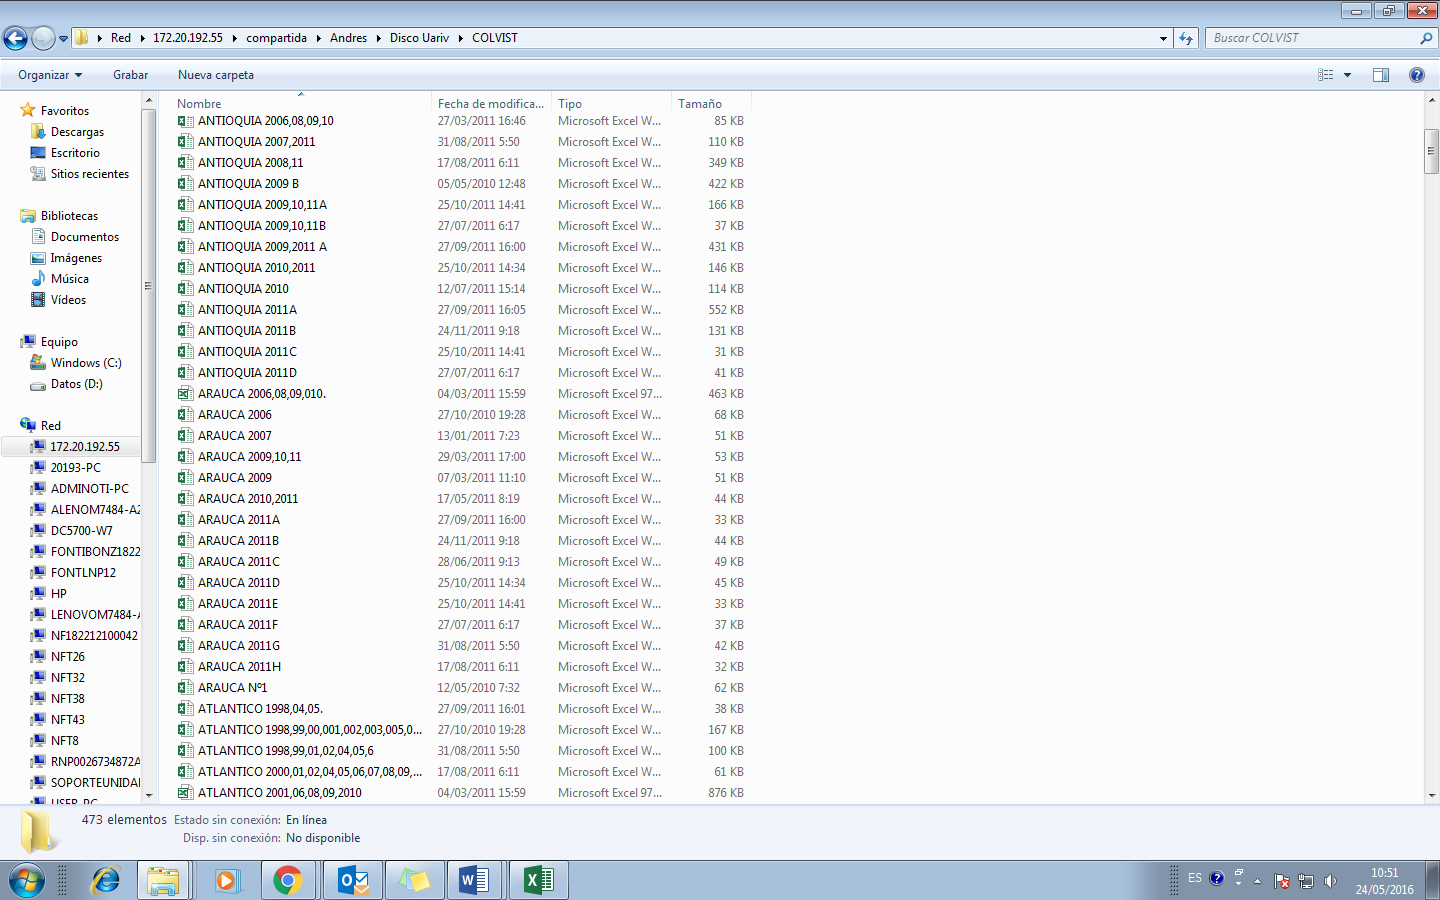 Red 172.20.192.55 compartida Andres Disco Uariv COLVIST
Buscar COLVIST
Organizar Grabar Nueva carpeta
Nombre Fecha de modifica... Tipo Tamaño
ANTIOQUIA 2006,08,09,10 27/03/2011 16:46 Microsoft Excel W... 85 KB
ANTIOQUIA 2007,2011 31/08/2011 5:50 Microsoft Excel W... 110 KB
ANTIOQUIA 2008,11 17/08/2011 6:11 Microsoft Excel W... 349 KB
ANTIOQUIA 2009 B 05/05/2010 12:48 Microsoft Excel W... 422 KB
ANTIOQUIA 2009,10,11A 25/10/2011 14:41 Microsoft Excel W... 166 KB
ANTIOQUIA 2009,10,11B 27/07/2011 6:17 Microsoft Excel W... 37 KB
ANTIOQUIA 2009,2011 A 27/09/2011 16:00 Microsoft Excel W... 431 KB
ANTIOQUIA 2010,2011 25/10/2011 14:34 Microsoft Excel W... 146 KB
ANTIOQUIA 2010 12/07/2011 15:14 Microsoft Excel W... 114 KB
ANTIOQUIA 2011A 27/09/2011 16:05 Microsoft Excel W... 552 KB
ANTIOQUIA 2011B 24/11/2011 9:18 Microsoft Excel W... 131 KB
ANTIOQUIA 2011C 25/10/2011 14:41 Microsoft Excel W... 31 KB
ANTIOQUIA 2011D 27/07/2011 6:17 Microsoft Excel W... 41 KB
ARAUCA 2006,08,09,010. 04/03/2011 15:59 Microsoft Excel 97... 463 KB
ARAUCA 2006 27/10/2010 19:28 Microsoft Excel W... 68 KB
ARAUCA 2007 13/01/2011 7:23 Microsoft Excel W... 51 KB
ARAUCA 2009,10,11 29/03/2011 17:00 Microsoft Excel W... 53 KB
ARAUCA 2009 07/03/2011 11:10 Microsoft Excel W... 51 KB
ARAUCA 2010,2011 17/05/2011 8:19 Microsoft Excel W... 44 KB
ARAUCA 2011A 27/09/2011 16:00 Microsoft Excel W... 33 KB
ARAUCA 2011B 24/11/2011 9:18 Microsoft Excel W... 44 KB
ARAUCA 2011C 28/06/2011 9:13 Microsoft Excel W... 49 KB
ARAUCA 2011D 25/10/2011 14:34 Microsoft Excel W... 45 KB
ARAUCA 2011E 25/10/2011 14:41 Microsoft Excel W... 33 KB
ARAUCA 2011F 27/07/2011 6:17 Microsoft Excel W... 37 KB
ARAUCA 2011G 31/08/2011 5:50 Microsoft Excel W... 42 KB
ARAUCA 2011H 17/08/2011 6:11 Microsoft Excel W... 32 KB
ARAUCA Nº1 12/05/2010 7:32 Microsoft Excel W... 62 KB
ATLANTICO 1998,04,05. 27/09/2011 16:01 Microsoft Excel W... 38 KB
ATLANTICO 1998,99,00,001,002,003,005,0... 27/10/2010 19:28 Microsoft Excel W... 167 KB
ATLANTICO 1998,99,01,02,04,05,6 31/08/2011 5:50 Microsoft Excel W... 100 KB
ATLANTICO 2000,01,02,04,05,06,07,08,09,... 17/08/2011 6:11 Microsoft Excel W... 61 KB
ATLANTICO 2001,06,08,09,2010 04/03/2011 15:59 Microsoft Excel 97... 876 KB
Favoritos
Descargas
Escritorio
Sitios recientes
Bibliotecas
Documentos
Imágenes
Música
Vídeos
Equipo
Windows (C:)
Datos (D:)
Red
172.20.192.55
20193-PC
ADMINOTI-PC
ALENOM7484-A2
DC5700-W7
FONTIBONZ1822
FONTLNP12
HP
LENOVOM7484-A
NF182212100042
NFT26
NFT32
NFT38
NFT43
NFT8
RNP0026734872A
SOPORTEUNIDAD
USER-PC
473 elementos Estado sin conexión: En línea
Disp. sin conexión: No disponible
ES
10:51
24/05/2016